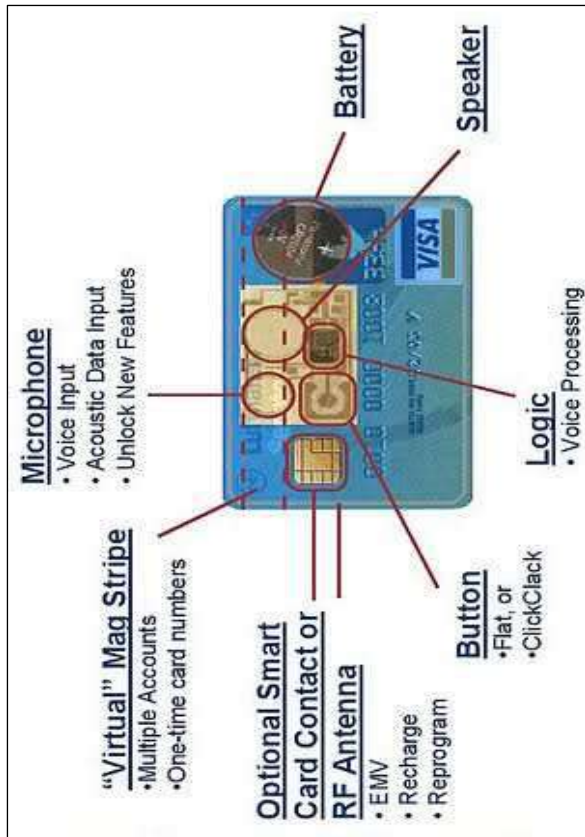 "Virtual" Mag Stripe
•Multiple Accounts
•One-time card numbers
Microphone
• Voice Input
• Acoustic Data Input
• Unlock New Features
Battery
Speaker
Optional Smart
Card Contact or
RF Antenna
• EMV
• Recharge
• Reprogram
Button
•Flat, or
•ClickClack
Logic
• Voice Processing
VISA